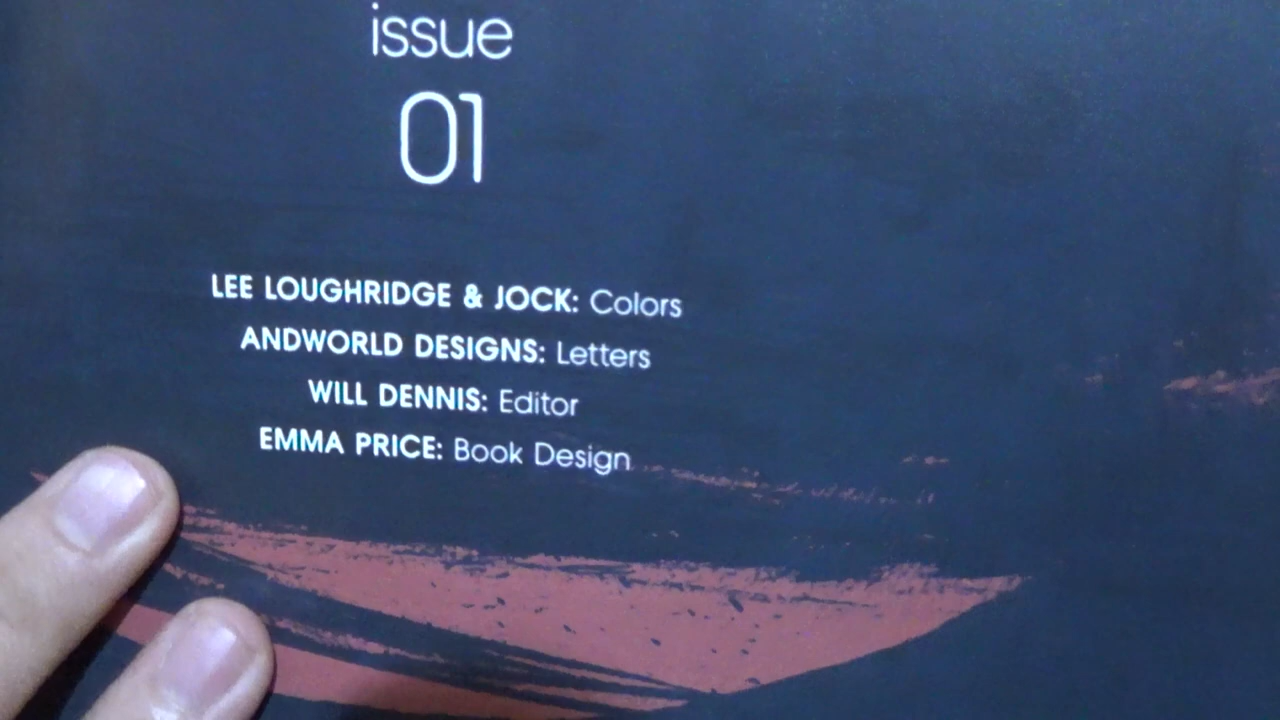 issue
01
LEE LOUGHRIDGE & JOCK: Colors
ANDWORLD DESIGNS: Letters
WILL DENNIS: Editor
EMMA PRICE: Book Design